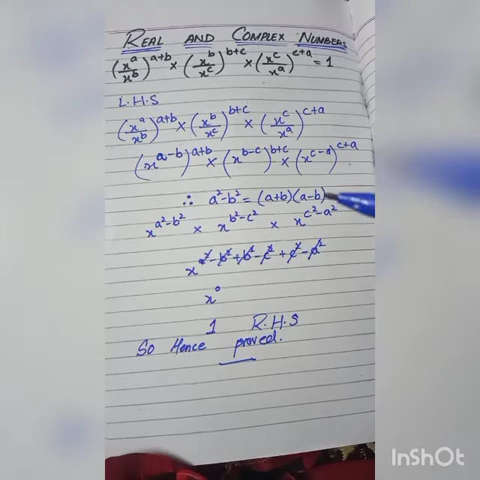 REAL AND COMPLEX NUMBERS
(x^a/x^b)^a+b × (x^b/x^c)^b+c × (x^c/x^a)^c+a = 1
L.H.S
(x^a/x^b)^a+b × (x^b/x^c)^b+c × (x^c/x^a)^c+a
(x^a-b)^a+b × (x^b-c)^b+c × (x^c-a)^c+a
∴ a²-b² = (a+b)(a-b)
x^a²-b² × x^b²-c² × x^c²-a²
x^a²-b²+b²-c²+c²-a²
x°
1 R.H.S
So Hence proved.
InShOt